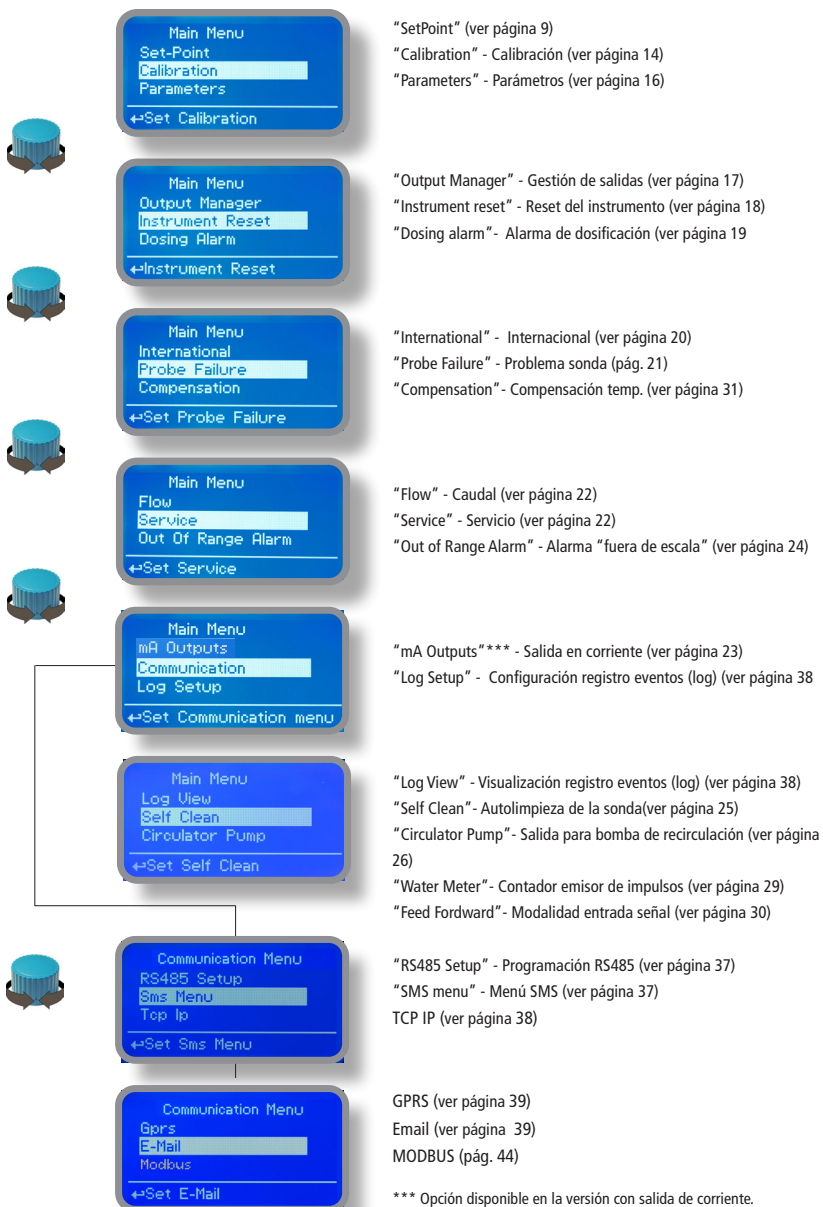 Main Menu
Set-Point
Calibration
Parameters
↩Set Calibration
"SetPoint" (ver página 9)
"Calibration" - Calibración (ver página 14)
"Parameters" - Parámetros (ver página 16)
Main Menu
Output Manager
Instrument Reset
Dosing Alarm
↩Instrument Reset
"Output Manager" - Gestión de salidas (ver página 17)
"Instrument reset" - Reset del instrumento (ver página 18)
"Dosing alarm"- Alarma de dosificación (ver página 19
Main Menu
International
Probe Failure
Compensation
↩Set Probe Failure
"International" - Internacional (ver página 20)
"Probe Failure" - Problema sonda (pág. 21)
"Compensation"- Compensación temp. (ver página 31)
Main Menu
Flow
Service
Out Of Range Alarm
↩Set Service
"Flow" - Caudal (ver página 22)
"Service" - Servicio (ver página 22)
"Out of Range Alarm" - Alarma "fuera de escala" (ver página 24)
Main Menu
mA Outputs
Communication
Log Setup
↩Set Communication menu
"mA Outputs"*** - Salida en corriente (ver página 23)
"Log Setup" - Configuración registro eventos (log) (ver página 38
Main Menu
Log View
Self Clean
Circulator Pump
↩Set Self Clean
"Log View" - Visualización registro eventos (log) (ver página 38)
"Self Clean"- Autolimpieza de la sonda(ver página 25)
"Circulator Pump"- Salida para bomba de recirculación (ver página
26)
"Water Meter"- Contador emisor de impulsos (ver página 29)
"Feed Fordward"- Modalidad entrada señal (ver página 30)
Communication Menu
RS485 Setup
Sms Menu
Tcp Ip
↩Set Sms Menu
"RS485 Setup" - Programación RS485 (ver página 37)
"SMS menu" - Menú SMS (ver página 37)
TCP IP (ver página 38)
Communication Menu
Gprs
E-Mail
Modbus
↩Set E-Mail
GPRS (ver página 39)
Email (ver página 39)
MODBUS (pág. 44)
*** Opción disponible en la versión con salida de corriente.